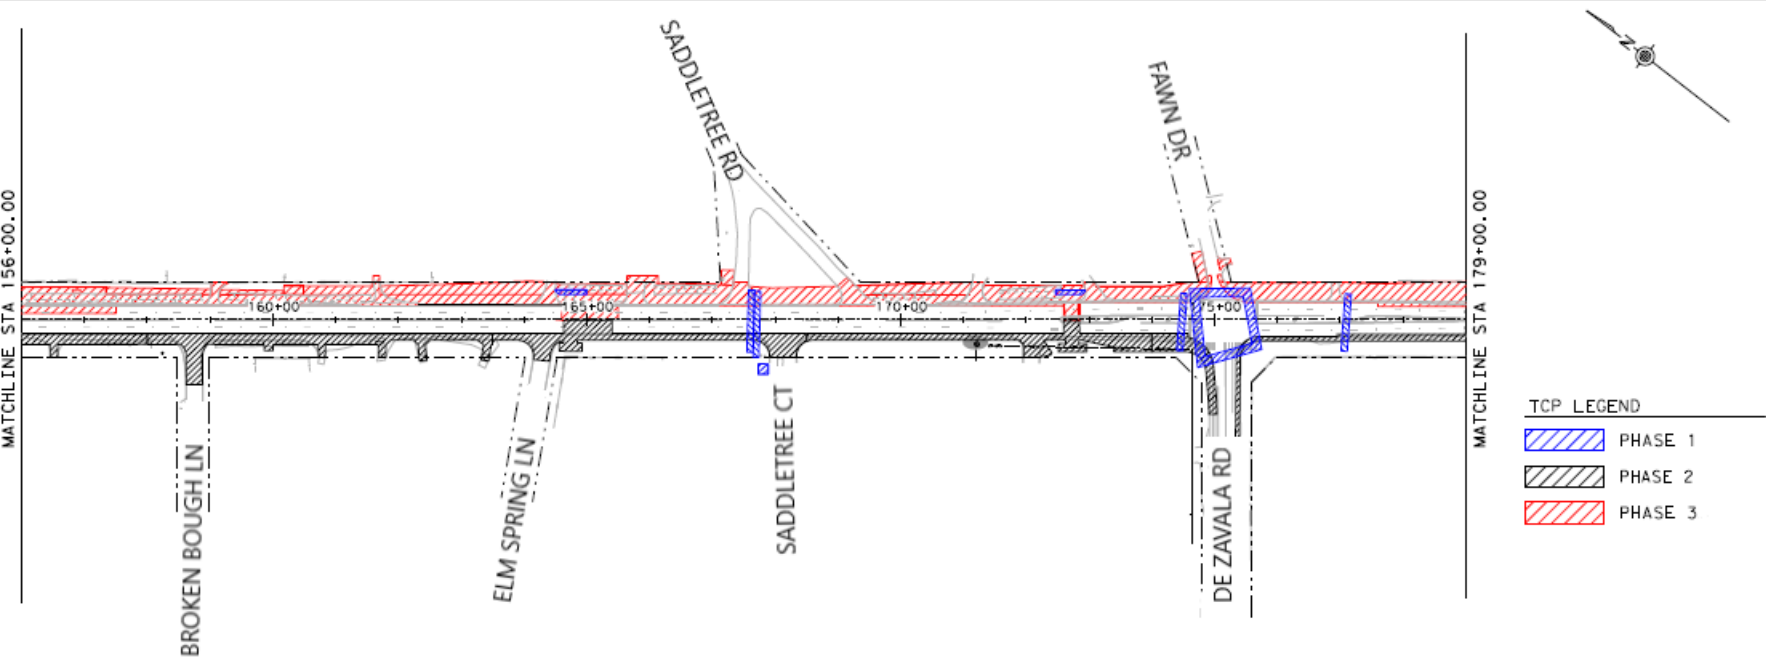 SADDLETREE RD
FAWN DR
N
MATCHLINE STA 156+00.00
MATCHLINE STA 179+00.00
160+00
165+00
170+00
75+00
BROKEN BOUGH LN
ELM SPRING LN
SADDLETREE CT
DE ZAVALA RD
TCP LEGEND
PHASE 1
PHASE 2
PHASE 3